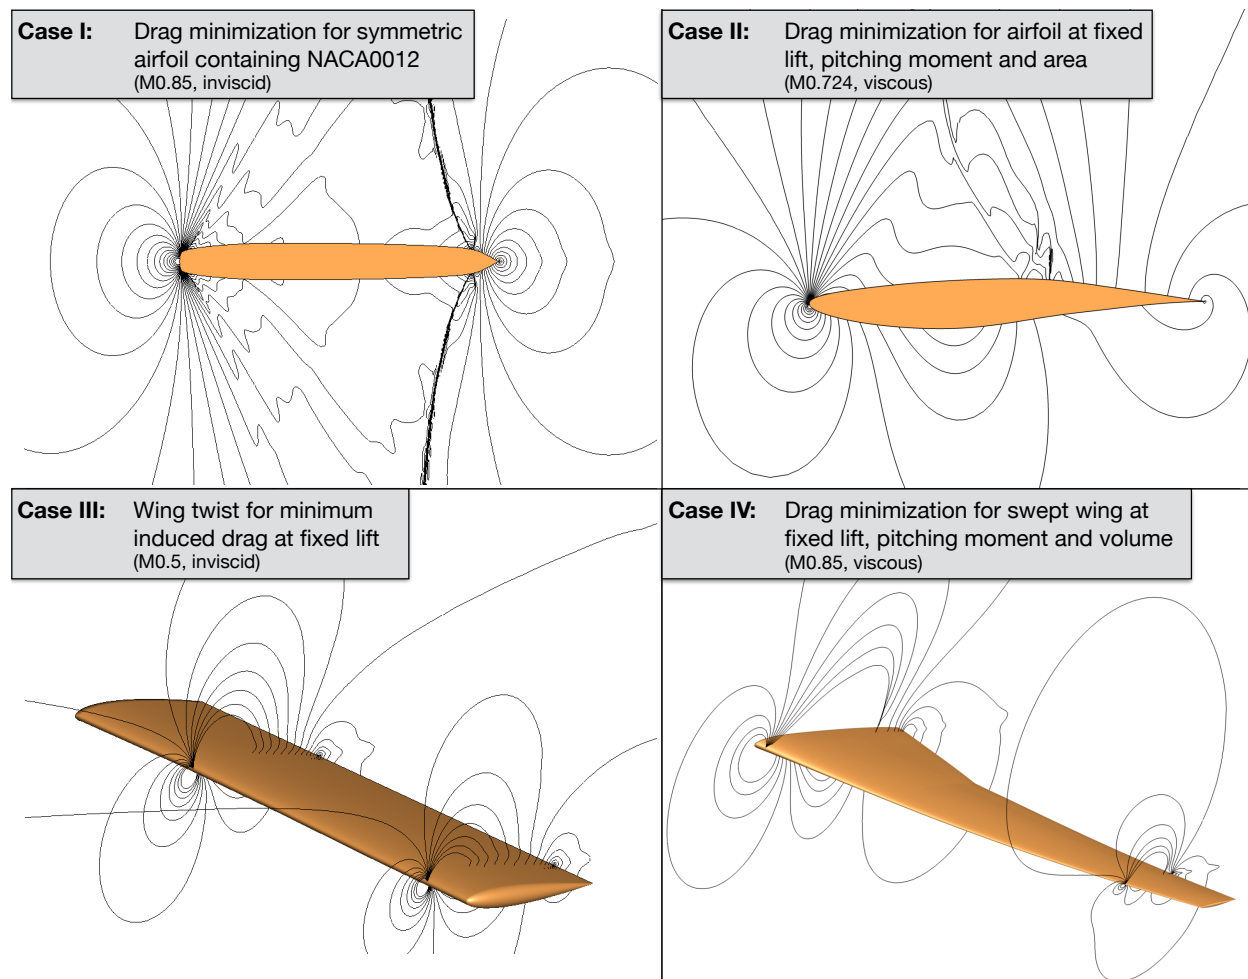 Case I: Drag minimization for symmetric
airfoil containing NACA0012
(M0.85, inviscid)
Case II: Drag minimization for airfoil at fixed
lift, pitching moment and area
(M0.724, viscous)
Case III: Wing twist for minimum
induced drag at fixed lift
(M0.5, inviscid)
Case IV: Drag minimization for swept wing at
fixed lift, pitching moment and volume
(M0.85, viscous)